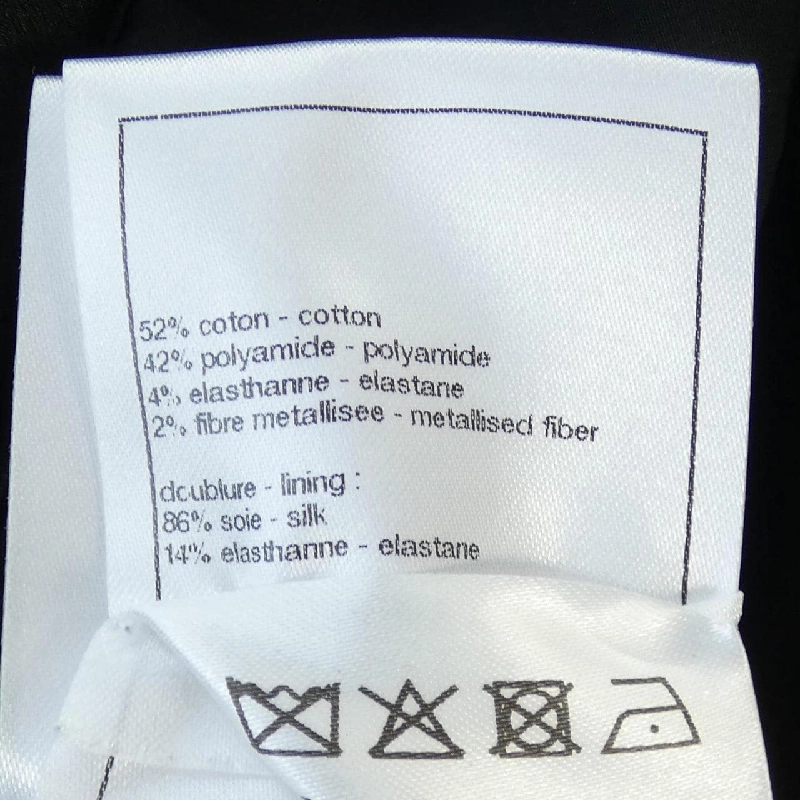 52% coton - cotton
42% polyamide - polyamide
4% elasthanne - elastane
2% fibre metallisee - metallised fiber
doublure - lining :
86% soie - silk
14% elasthanne - elastane